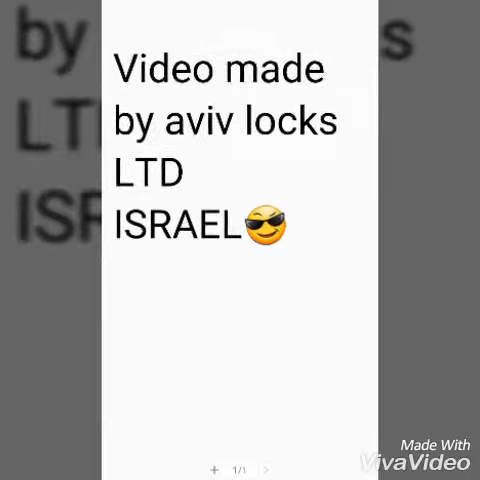 Video made
by aviv locks
LTD
ISRAEL😎
1/1
Made With
VivaVideo